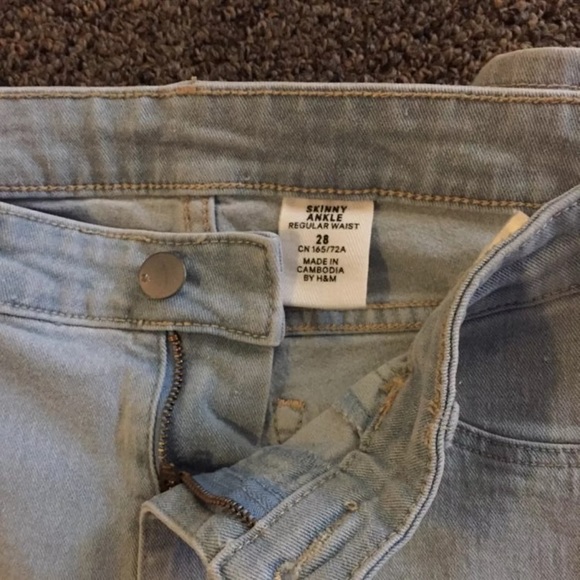 SKINNY
ANKLE
REGULAR WAIST
28
CN 165/72A
MADE IN
CAMBODIA
BY H&M